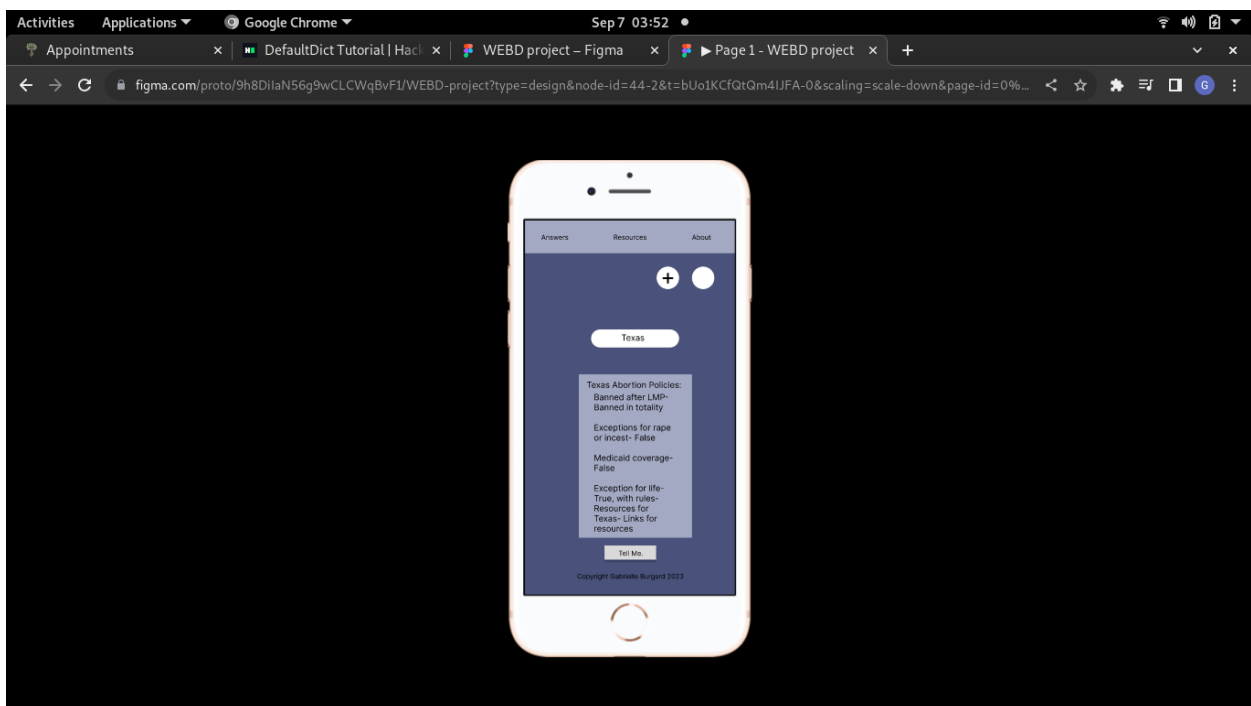 Activities Applications Google Chrome Sep 7 03:52
Appointments DefaultDict Tutorial | Hack WEBD project – Figma ▶ Page 1 - WEBD project
figma.com/proto/9h8DiIaN56g9wCLCWqBvF1/WEBD-project?type=design&node-id=44-2&t=bUo1KCfQtQm4IJFA-0&scaling=scale-down&page-id=0%... G
Answers Resources About
+
Texas
Texas Abortion Policies:
Banned after LMP-
Banned in totality
Exceptions for rape
or incest- False
Medicaid coverage-
False
Exception for life-
True, with rules-
Resources for
Texas- Links for
resources
Tell Me.
Copyright Gabrielle Burgard 2023